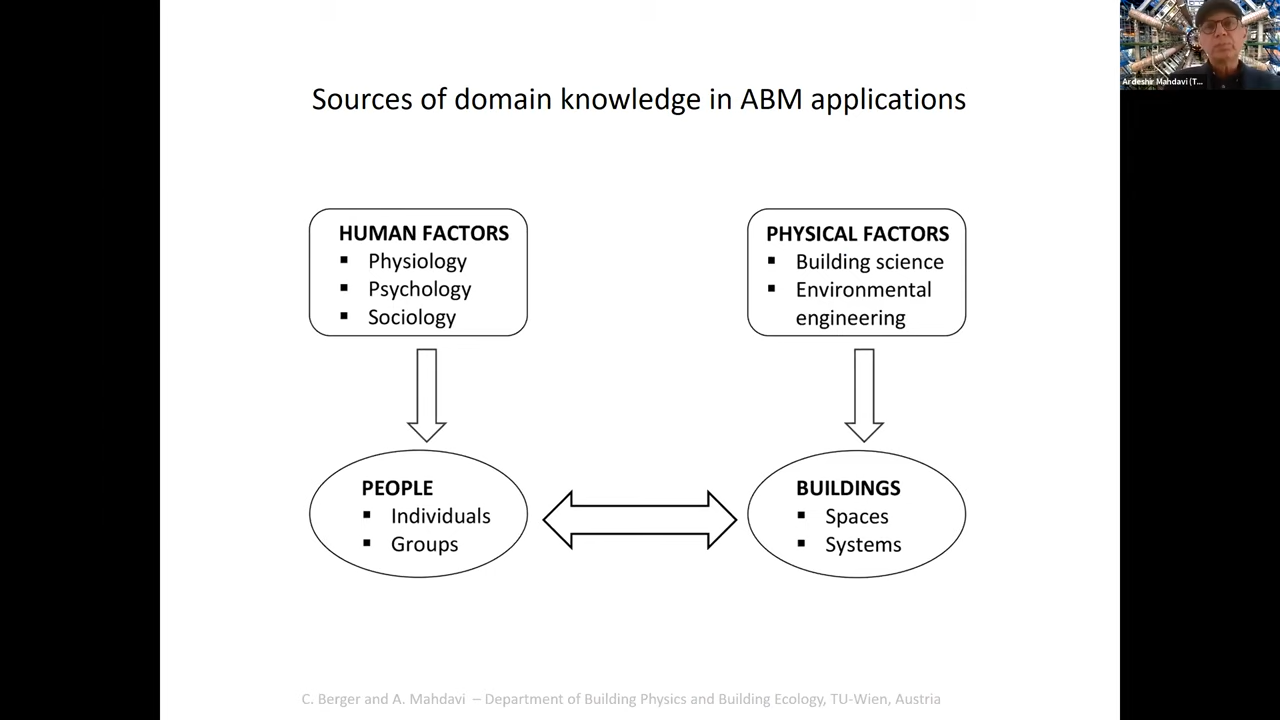 Sources of domain knowledge in ABM applications
Ardeshir Mahdavi (T...
HUMAN FACTORS
▪ Physiology
▪ Psychology
▪ Sociology
PHYSICAL FACTORS
▪ Building science
▪ Environmental
engineering
PEOPLE
▪ Individuals
▪ Groups
BUILDINGS
▪ Spaces
▪ Systems
C. Berger and A. Mahdavi – Department of Building Physics and Building Ecology, TU-Wien, Austria